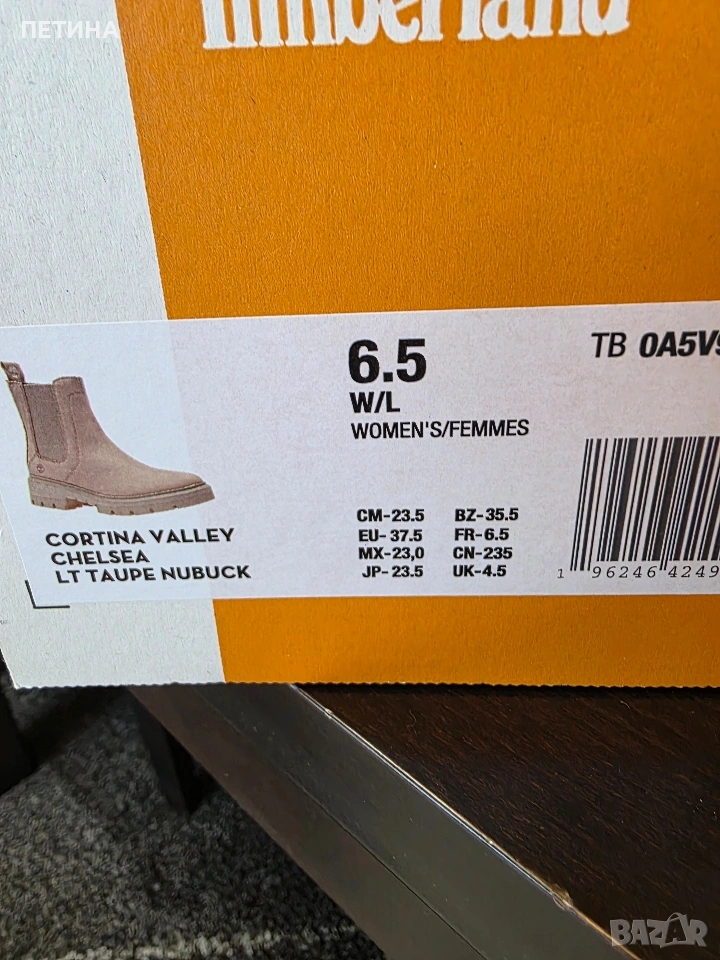 ПЕТИНА
Timberland
6.5
W/L
WOMEN'S/FEMMES
TB 0A5V9
CORTINA VALLEY
CHELSEA
LT TAUPE NUBUCK
CM-23.5 BZ-35.5
EU- 37.5 FR-6.5
MX-23,0 CN-235
JP-23.5 UK-4.5
1 96246 4249
BAZAR